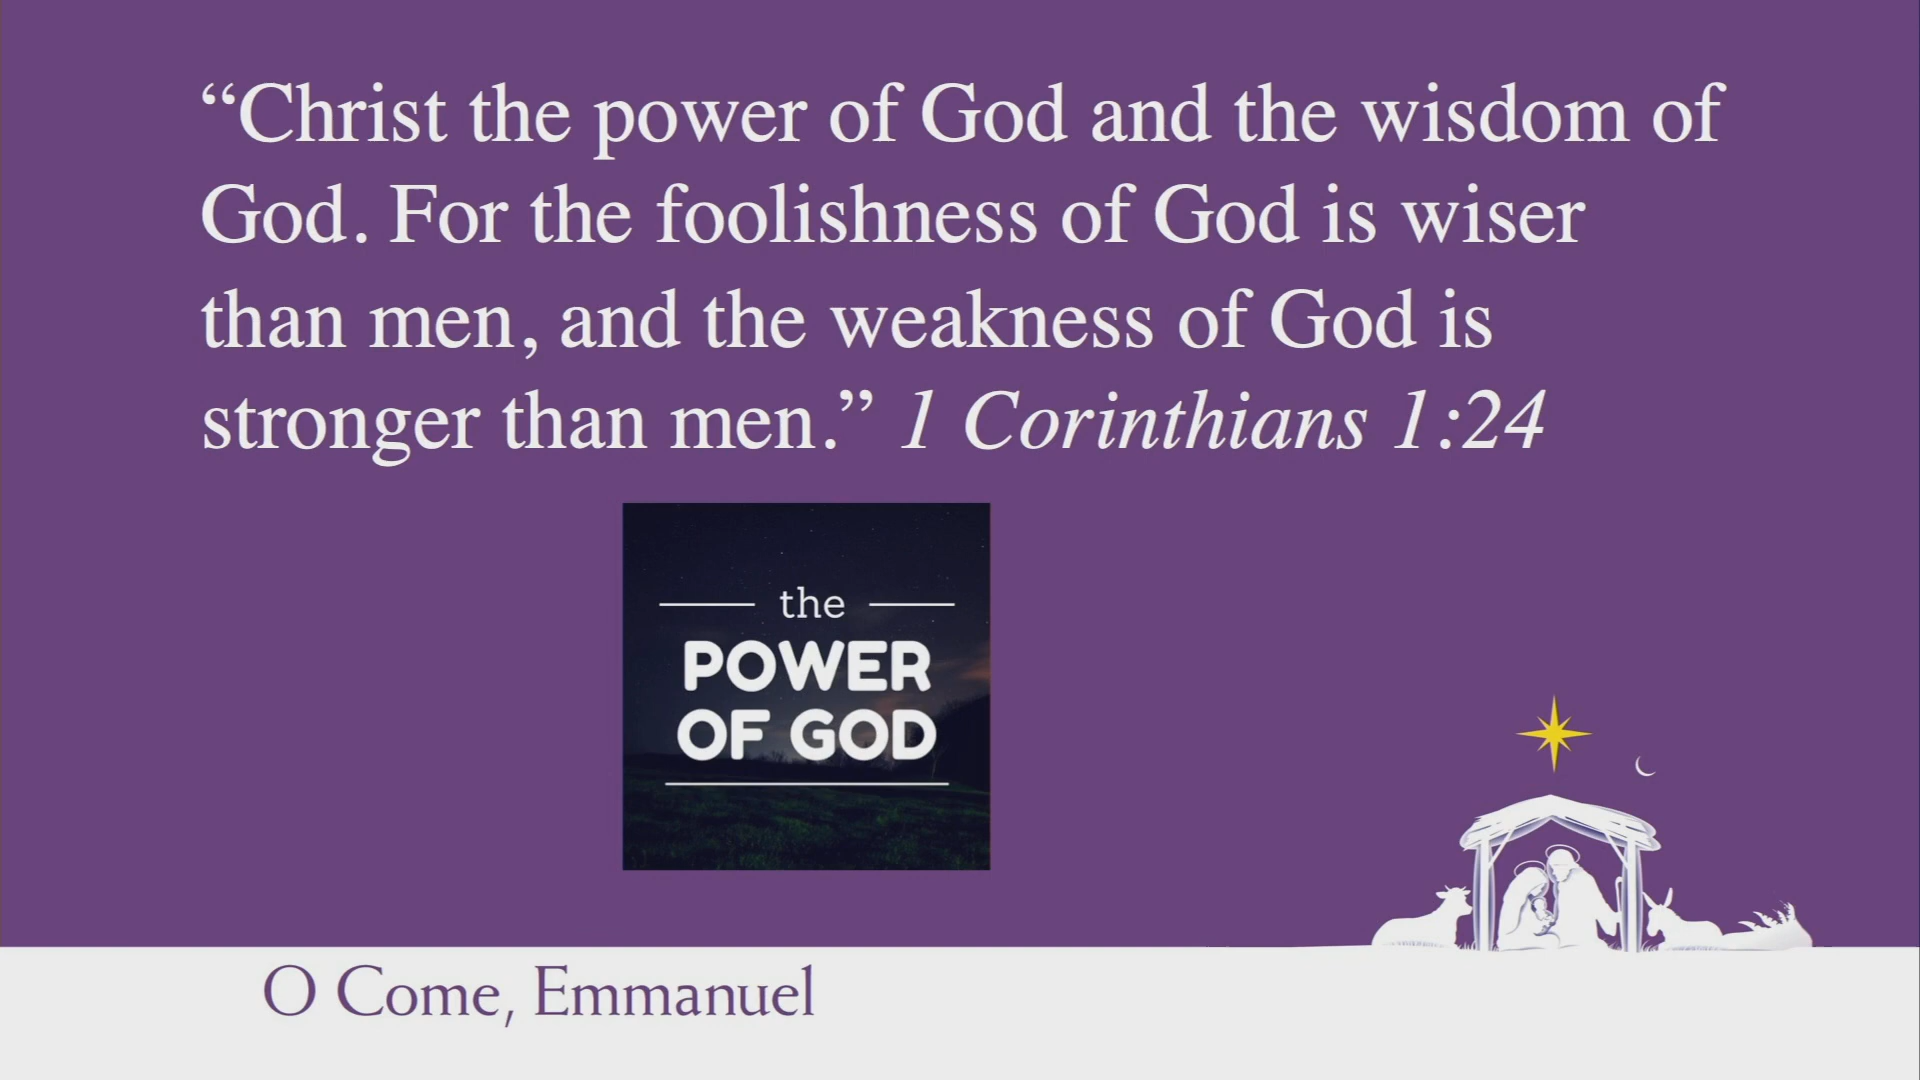 “Christ the power of God and the wisdom of
God. For the foolishness of God is wiser
than men, and the weakness of God is
stronger than men.” 1 Corinthians 1:24
the
POWER
OF GOD
O Come, Emmanuel